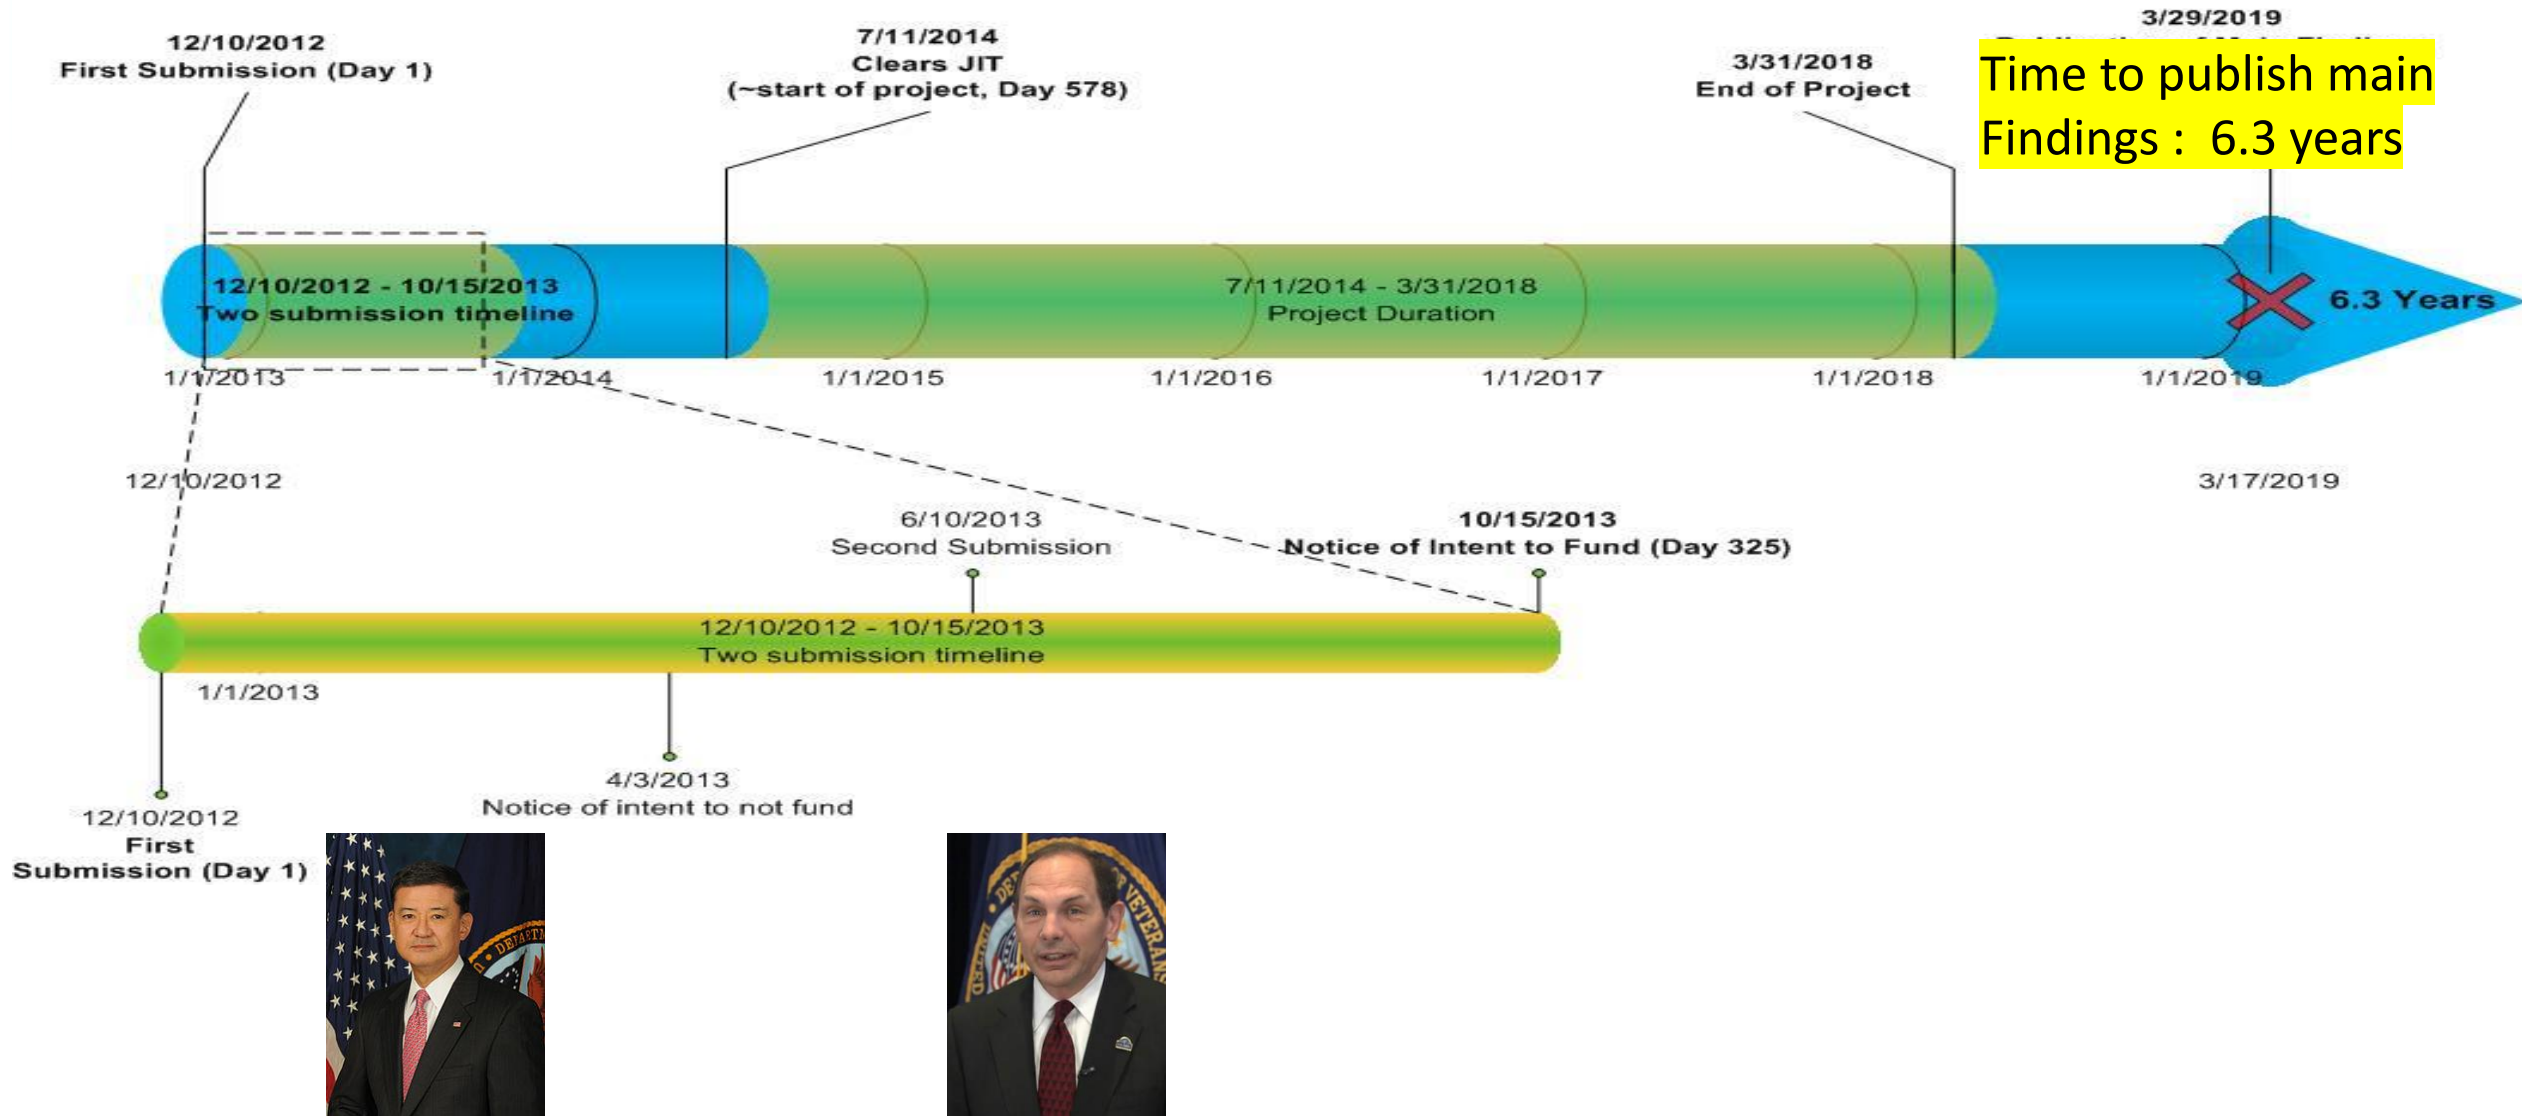 12/10/2012
First Submission (Day 1)
7/11/2014
Clears JIT
(~start of project, Day 578)
3/31/2018
End of Project
3/29/2019
Time to publish main
Findings : 6.3 years
12/10/2012 - 10/15/2013
Two submission timeline
7/11/2014 - 3/31/2018
Project Duration
6.3 Years
1/1/2013
1/1/2014
1/1/2015
1/1/2016
1/1/2017
1/1/2018
1/1/2019
12/10/2012
3/17/2019
6/10/2013
Second Submission
10/15/2013
Notice of Intent to Fund (Day 325)
12/10/2012 - 10/15/2013
Two submission timeline
1/1/2013
4/3/2013
Notice of intent to not fund
12/10/2012
First
Submission (Day 1)